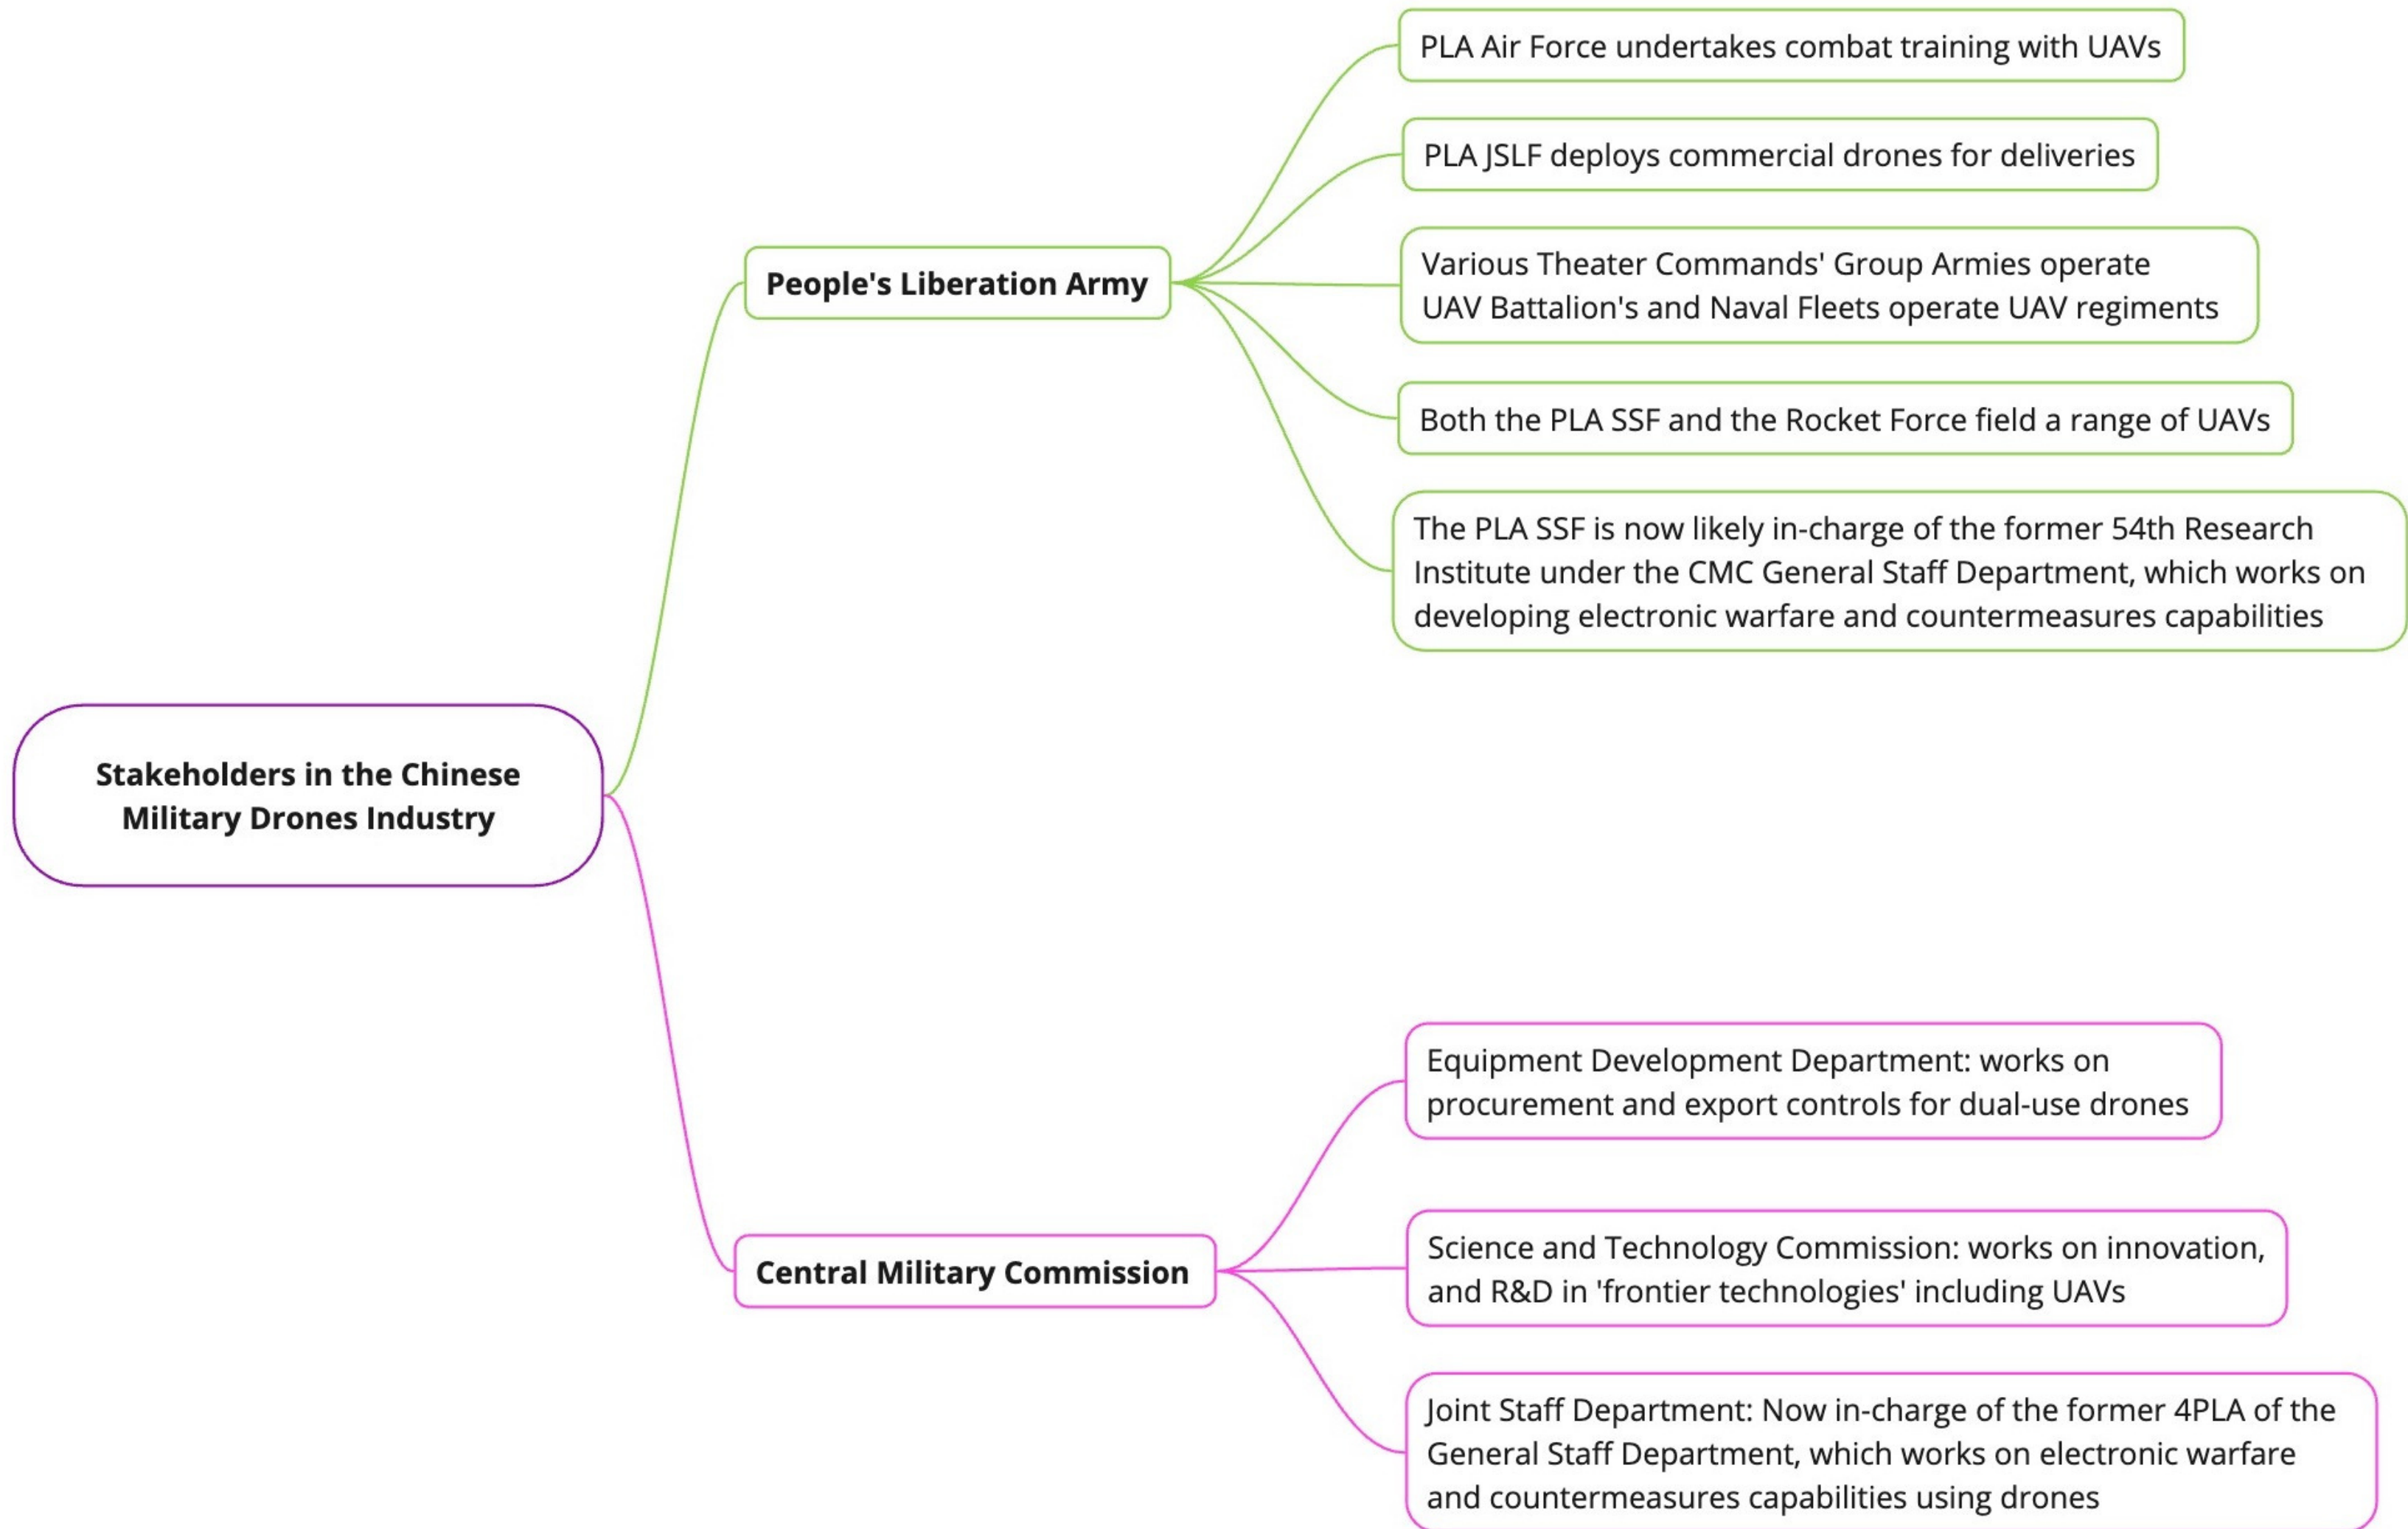 PLA Air Force undertakes combat training with UAVs
PLA JSLF deploys commercial drones for deliveries
Various Theater Commands' Group Armies operate
UAV Battalion's and Naval Fleets operate UAV regiments
People's Liberation Army
Both the PLA SSF and the Rocket Force field a range of UAVs
The PLA SSF is now likely in-charge of the former 54th Research
Institute under the CMC General Staff Department, which works on
developing electronic warfare and countermeasures capabilities
Stakeholders in the Chinese
Military Drones Industry
Equipment Development Department: works on
procurement and export controls for dual-use drones
Science and Technology Commission: works on innovation,
and R&D in 'frontier technologies' including UAVs
Central Military Commission
Joint Staff Department: Now in-charge of the former 4PLA of the
General Staff Department, which works on electronic warfare
and countermeasures capabilities using drones